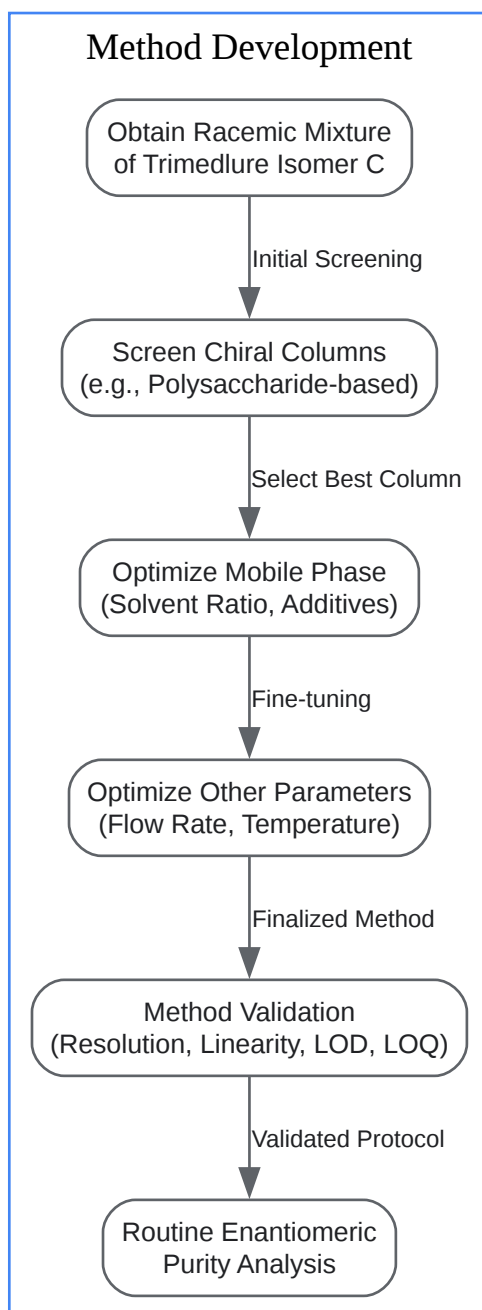 Method Development
Obtain Racemic Mixture
of Trimedlure Isomer C
Initial Screening
Screen Chiral Columns
(e.g., Polysaccharide-based)
Select Best Column
Optimize Mobile Phase
(Solvent Ratio, Additives)
Fine-tuning
Optimize Other Parameters
(Flow Rate, Temperature)
Finalized Method
Method Validation
(Resolution, Linearity, LOD, LOQ)
Validated Protocol
Routine Enantiomeric
Purity Analysis